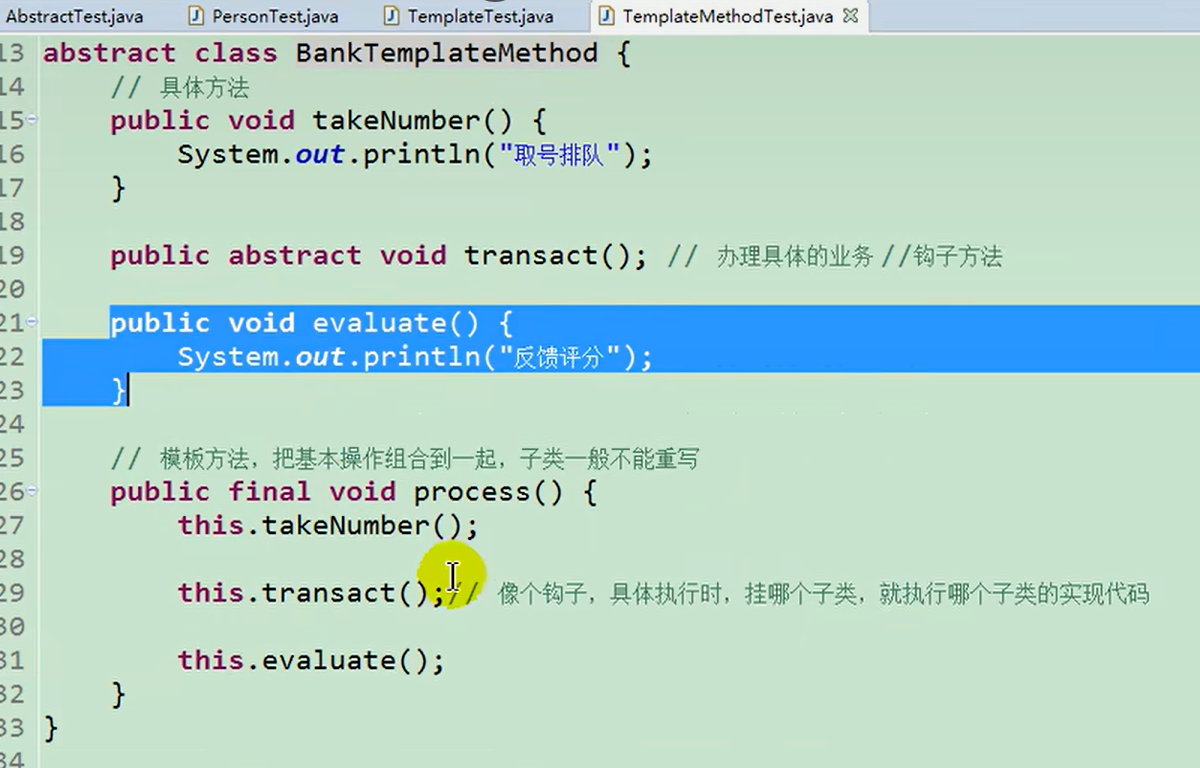 AbstractTest.java PersonTest.java TemplateTest.java TemplateMethodTest.java
13 abstract class BankTemplateMethod {
14 // 具体方法
15 public void takeNumber() {
16 System.out.println("取号排队");
17 }
18
19 public abstract void transact(); // 办理具体的业务 //钩子方法
20
21 public void evaluate() {
22 System.out.println("反馈评分");
23 }
24
25 // 模板方法，把基本操作组合到一起，子类一般不能重写
26 public final void process() {
27 this.takeNumber();
28
29 this.transact();// 像个钩子，具体执行时，挂哪个子类，就执行哪个子类的实现代码
30
31 this.evaluate();
32 }
33 }
34